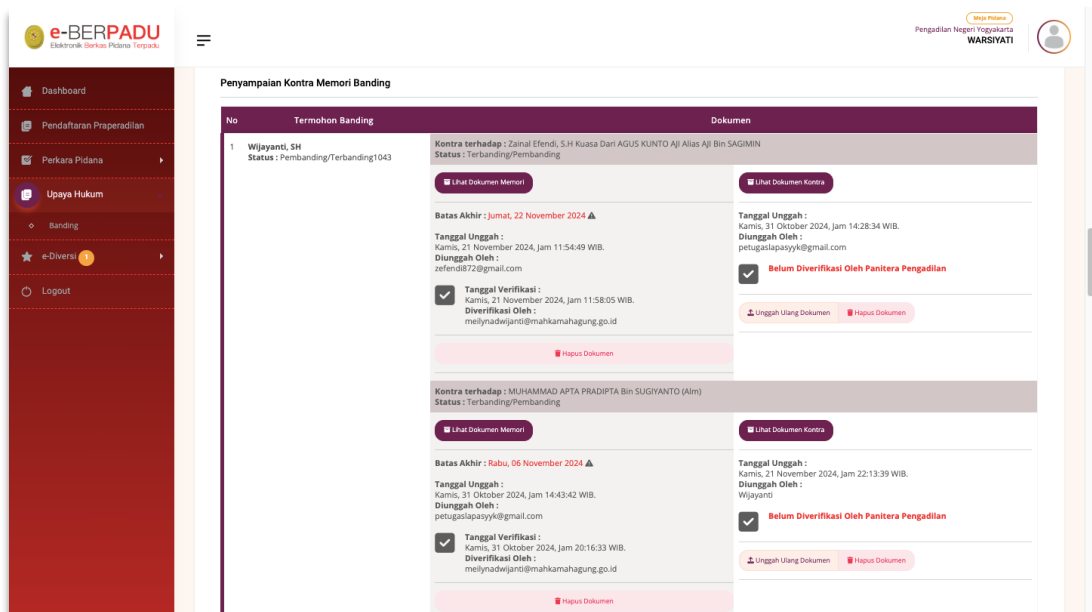 e-BERPADU
Elektronik Berkas Pidana Terpadu
Meja Pidana
Pengadilan Negeri Yogyakarta
WARSIYATI
Dashboard
Pendaftaran Praperadilan
Perkara Pidana
Upaya Hukum
Banding
e-Diversi 1
Logout
Penyampaian Kontra Memori Banding
No Termohon Banding Dokumen
1 Wijayanti, SH
Status : Pembanding/Terbanding1043
Kontra terhadap : Zainal Efendi, S.H Kuasa Dari AGUS KUNTO AJI Alias AJI Bin SAGIMIN
Status : Terbanding/Pembanding
Lihat Dokumen Memori
Batas Akhir : Jumat, 22 November 2024
Tanggal Unggah :
Kamis, 21 November 2024, Jam 11:54:49 WIB.
Diunggah Oleh :
zefendi872@gmail.com
Tanggal Verifikasi :
Kamis, 21 November 2024, Jam 11:58:05 WIB.
Diverifikasi Oleh :
meilynadwijanti@mahkamahagung.go.id
Hapus Dokumen
Lihat Dokumen Kontra
Tanggal Unggah :
Kamis, 31 Oktober 2024, Jam 14:28:34 WIB.
Diunggah Oleh :
petugaslapasyyk@gmail.com
Belum Diverifikasi Oleh Panitera Pengadilan
Unggah Ulang Dokumen Hapus Dokumen
Kontra terhadap : MUHAMMAD APTA PRADIPTA Bin SUGIYANTO (Alm)
Status : Terbanding/Pembanding
Lihat Dokumen Memori
Batas Akhir : Rabu, 06 November 2024
Tanggal Unggah :
Kamis, 31 Oktober 2024, Jam 14:43:42 WIB.
Diunggah Oleh :
petugaslapasyyk@gmail.com
Tanggal Verifikasi :
Kamis, 31 Oktober 2024, Jam 20:16:33 WIB.
Diverifikasi Oleh :
meilynadwijanti@mahkamahagung.go.id
Hapus Dokumen
Lihat Dokumen Kontra
Tanggal Unggah :
Kamis, 21 November 2024, Jam 22:13:39 WIB.
Diunggah Oleh :
Wijayanti
Belum Diverifikasi Oleh Panitera Pengadilan
Unggah Ulang Dokumen Hapus Dokumen